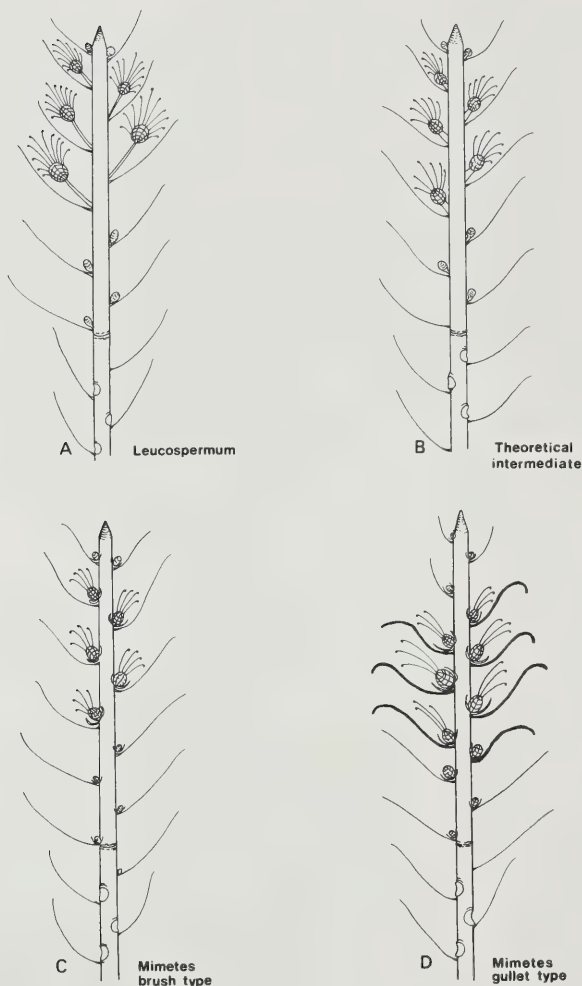 A Leucospermum
B Theoretical
intermediate
C Mimetes
brush type
D Mimetes
gullet type